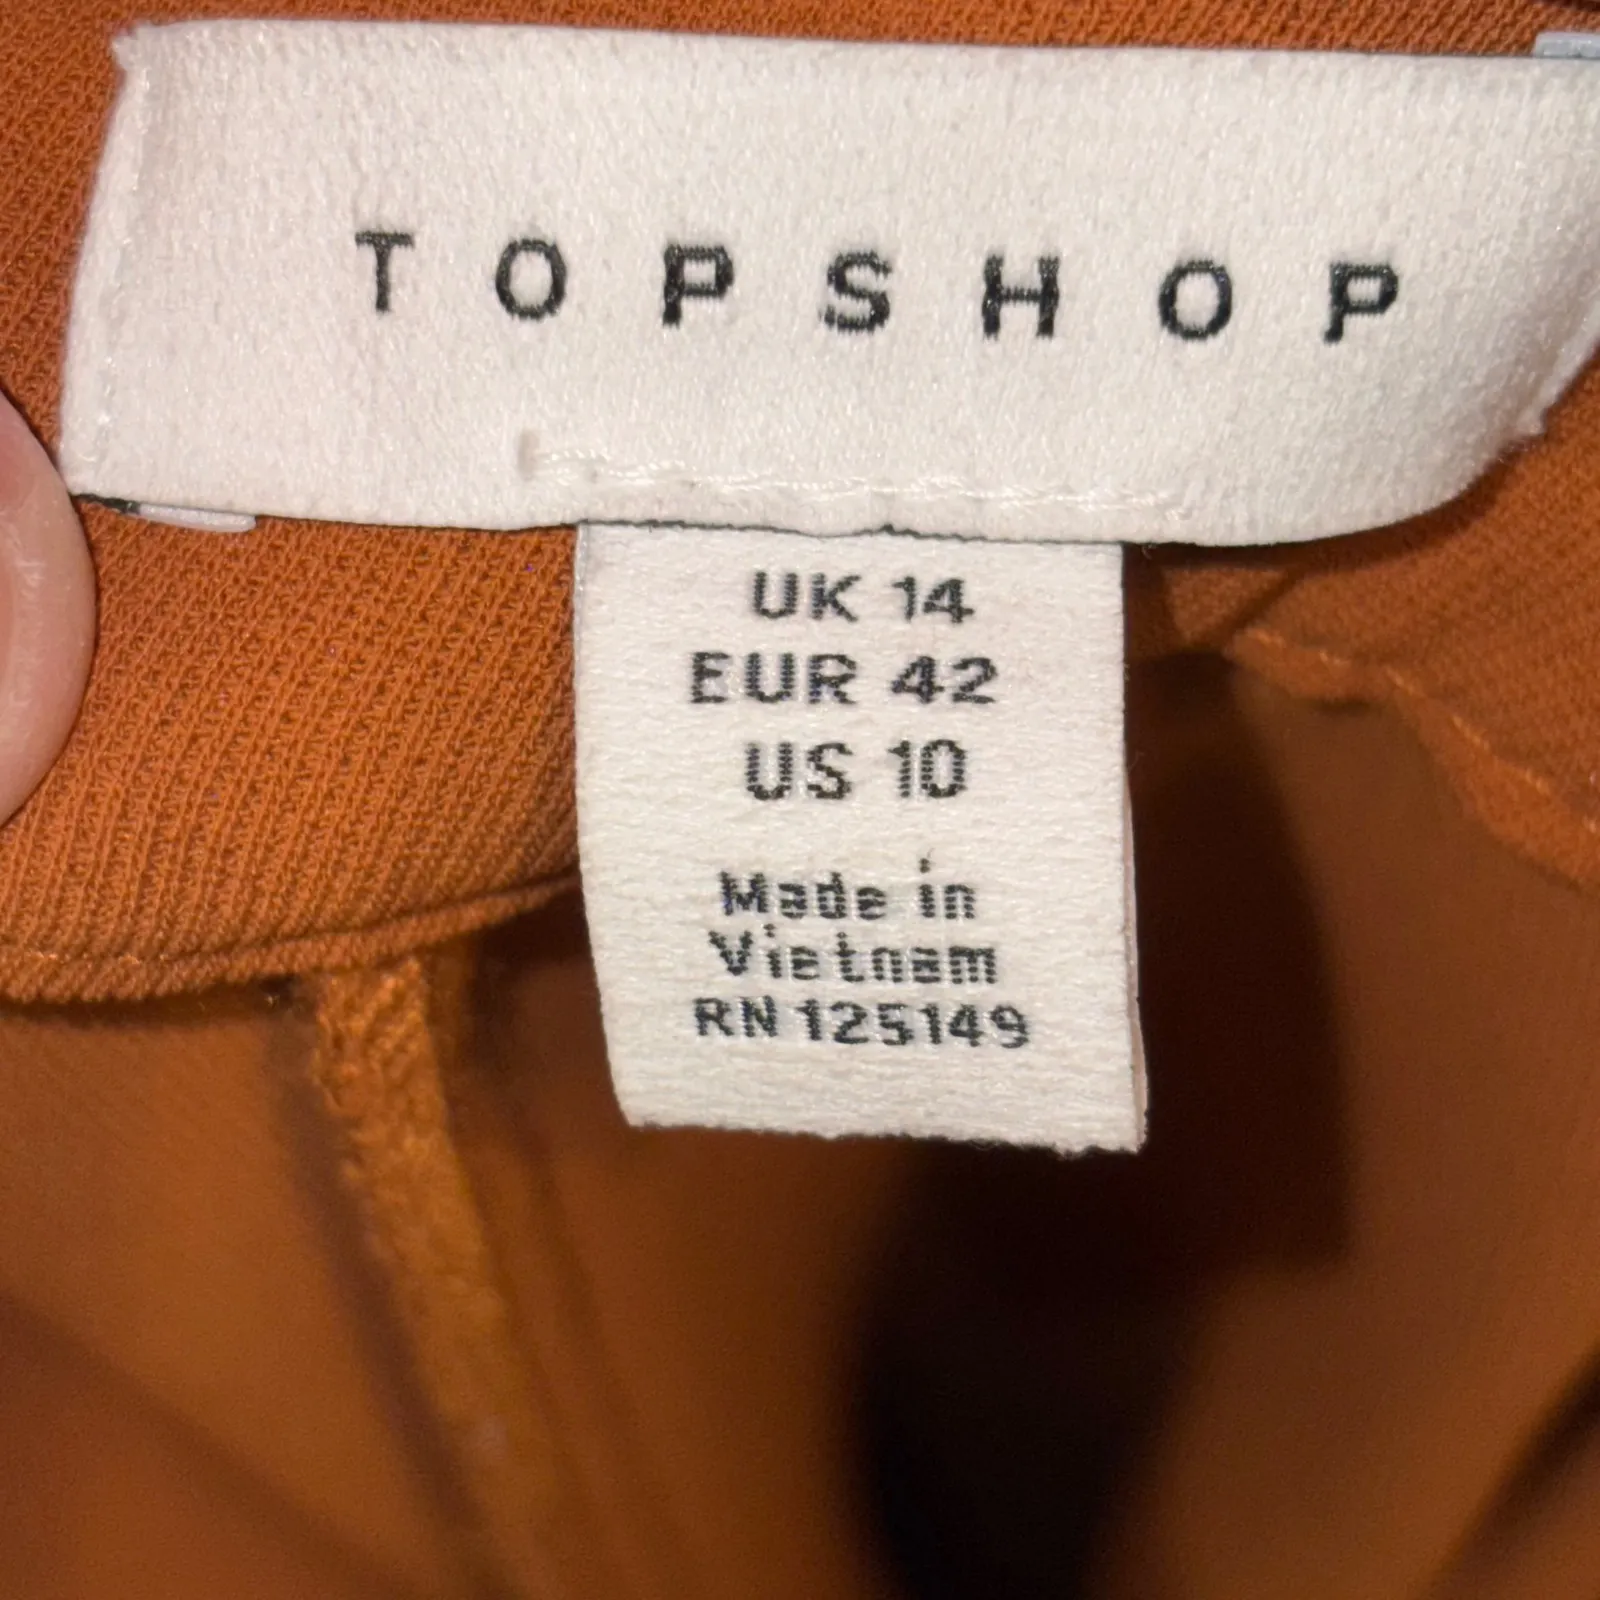 TOPSHOP
UK 14
EUR 42
US 10
Made in
Vietnam
RN 125149